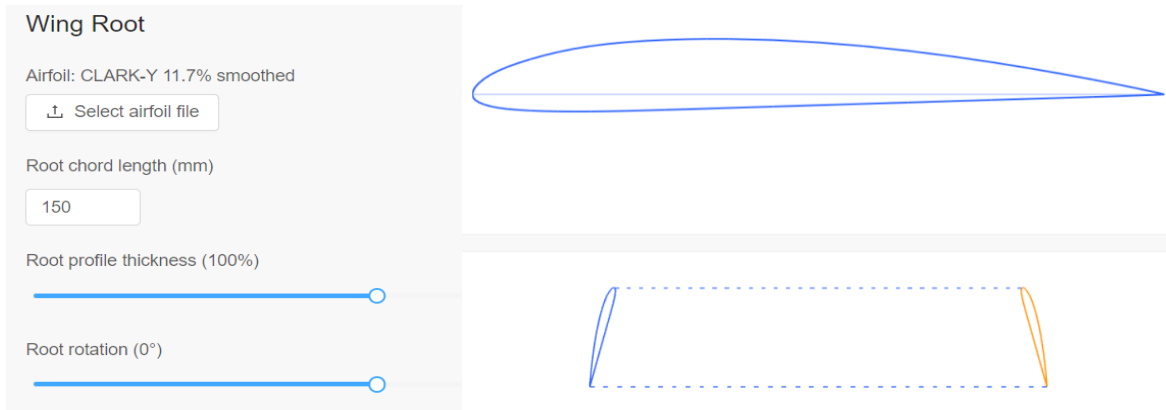 Wing Root
Airfoil: CLARK-Y 11.7% smoothed
Select airfoil file
Root chord length (mm)
150
Root profile thickness (100%)
Root rotation (0°)